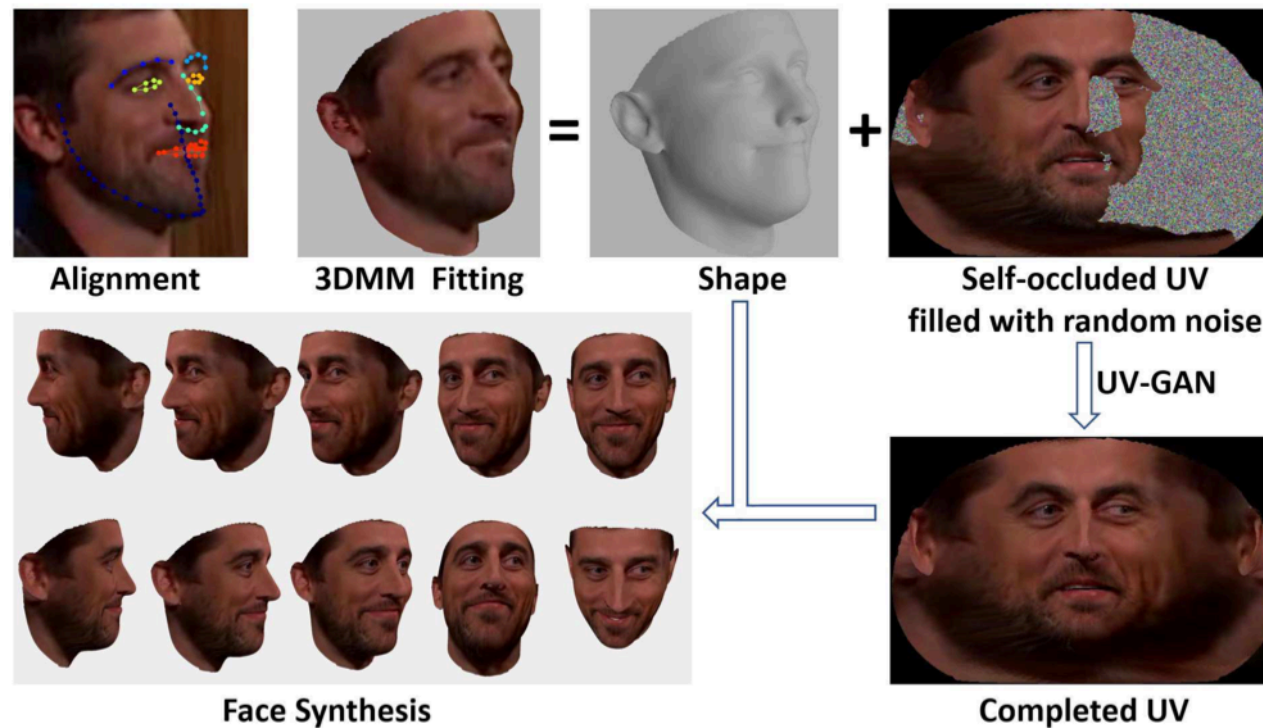 =
+
Alignment
3DMM Fitting
Shape
Self-occluded UV
filled with random noise
UV-GAN
Face Synthesis
Completed UV